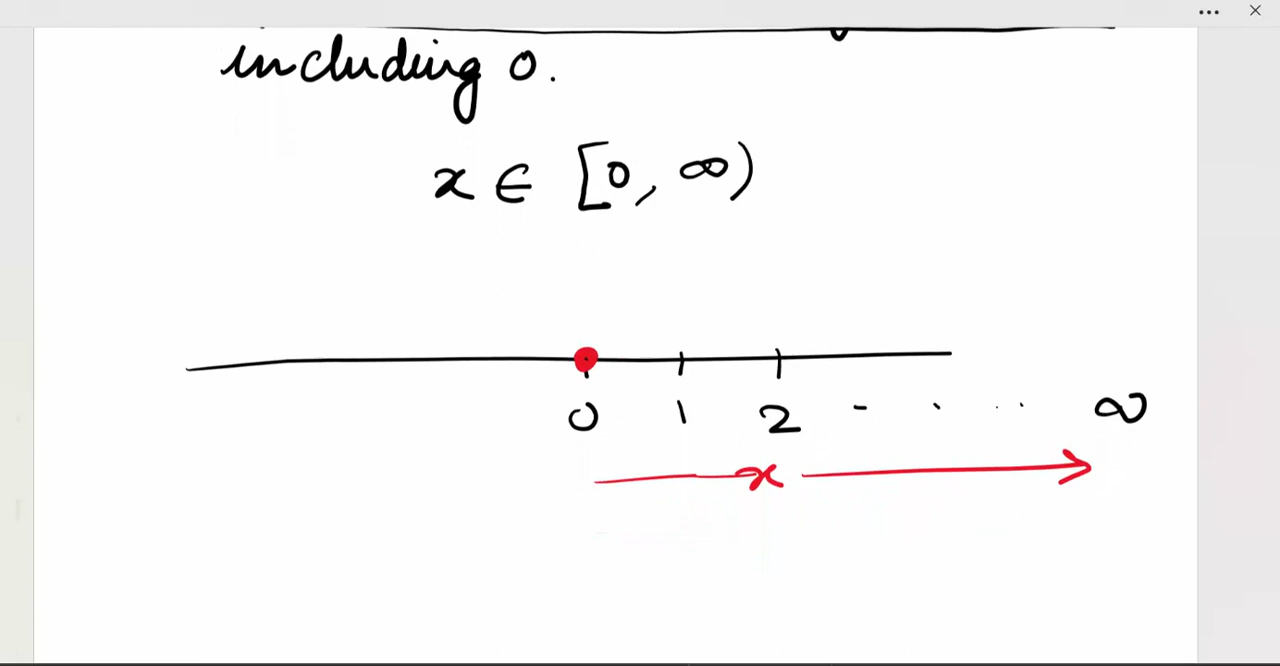 including 0.
x ∈ [0, ∞)
0 1 2 - . .. ∞
x